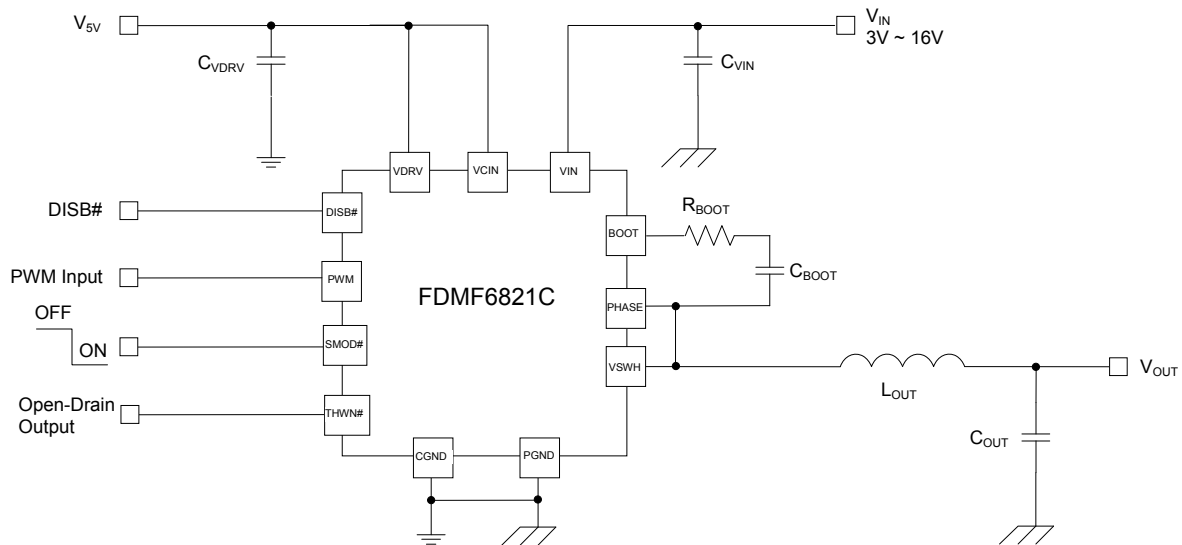 V5V
CVDRV
VIN
3V ~ 16V
CVIN
VDRV
VCIN
VIN
DISB#
DISB#
BOOT
RBOOT
PWM Input
PWM
FDMF6821C
CBOOT
OFF
ON
SMOD#
PHASE
VSWH
LOUT
VOUT
Open-Drain
Output
THWN#
CGND
PGND
COUT